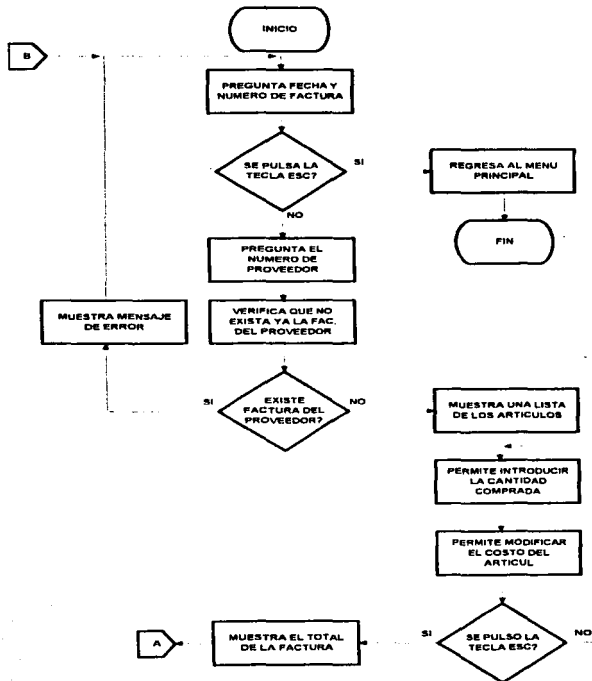 INICIO
B
PREGUNTA FECHA Y
NUMERO DE FACTURA
SE PULSA LA
TECLA ESC?
SI
REGRESA AL MENU
PRINCIPAL
NO
FIN
PREGUNTA EL
NUMERO DE
PROVEEDOR
MUESTRA MENSAJE
DE ERROR
VERIFICA QUE NO
EXISTA YA LA FAC.
DEL PROVEEDOR
SI
EXISTE
FACTURA DEL
PROVEEDOR?
NO
MUESTRA UNA LISTA
DE LOS ARTICULOS
PERMITE INTRODUCIR
LA CANTIDAD
COMPRADA
PERMITE MODIFICAR
EL COSTO DEL
ARTICUL
A
MUESTRA EL TOTAL
DE LA FACTURA
SI
SE PULSO LA
TECLA ESC?
NO